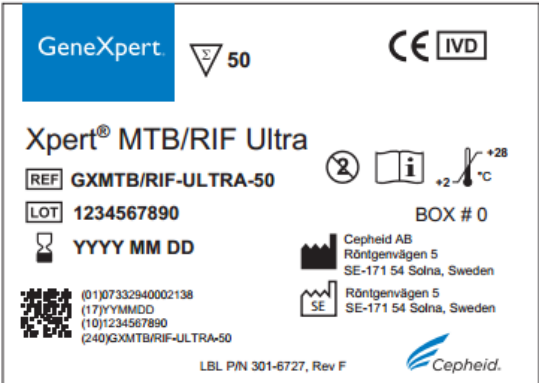 GeneXpert.
Σ 50
CE IVD
Xpert® MTB/RIF Ultra
REF GXMTB/RIF-ULTRA-50
2 i +2 +28 °C
LOT 1234567890
BOX # 0
YYYY MM DD
Cepheid AB
Röntgenvägen 5
SE-171 54 Solna, Sweden
SE
Röntgenvägen 5
SE-171 54 Solna, Sweden
(01)07332940002138
(17)YYMMDD
(10)1234567890
(240)GXMTB/RIF-ULTRA-50
LBL P/N 301-6727, Rev F
Cepheid.